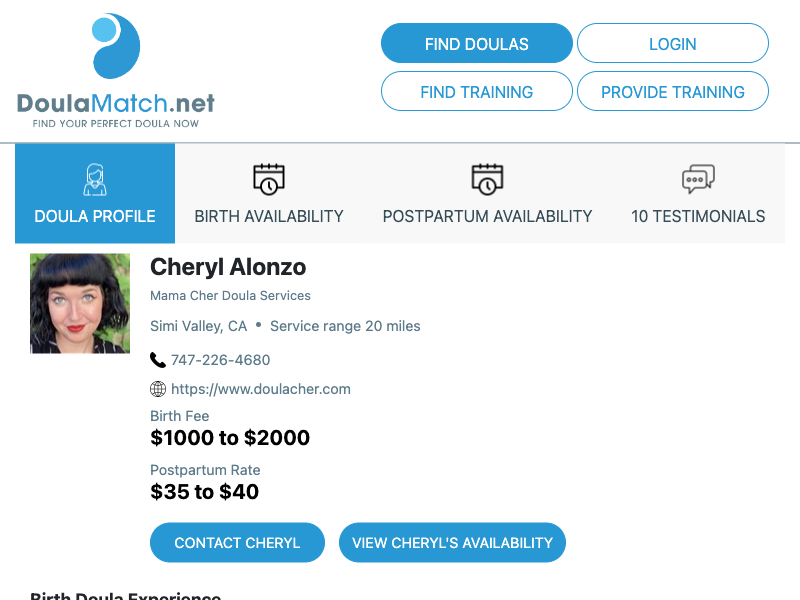 DoulaMatch.net
FIND YOUR PERFECT DOULA NOW
FIND DOULAS
LOGIN
FIND TRAINING
PROVIDE TRAINING
DOULA PROFILE
BIRTH AVAILABILITY
POSTPARTUM AVAILABILITY
10 TESTIMONIALS
Cheryl Alonzo
Mama Cher Doula Services
Simi Valley, CA • Service range 20 miles
747-226-4680
https://www.doulacher.com
Birth Fee
$1000 to $2000
Postpartum Rate
$35 to $40
CONTACT CHERYL
VIEW CHERYL'S AVAILABILITY
Birth Doula Experience